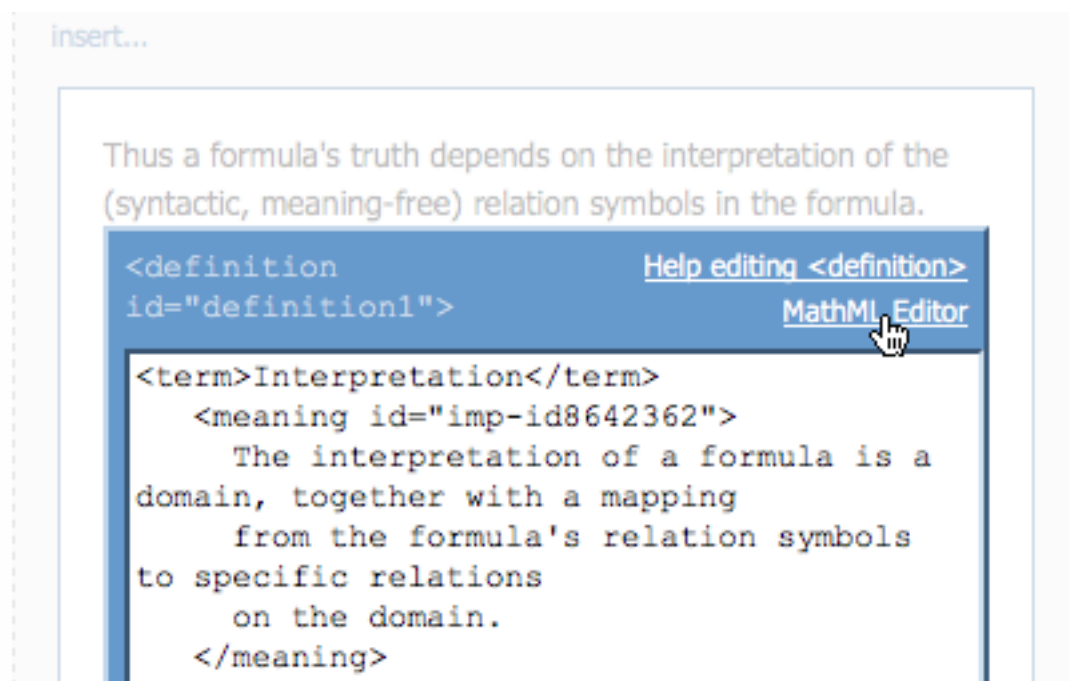 insert...
Thus a formula's truth depends on the interpretation of the
(syntactic, meaning-free) relation symbols in the formula.
<definition
id="definition1">
Help editing <definition>
MathML Editor
<term>Interpretation</term>
<meaning id="imp-id8642362">
The interpretation of a formula is a
domain, together with a mapping
from the formula's relation symbols
to specific relations
on the domain.
</meaning>